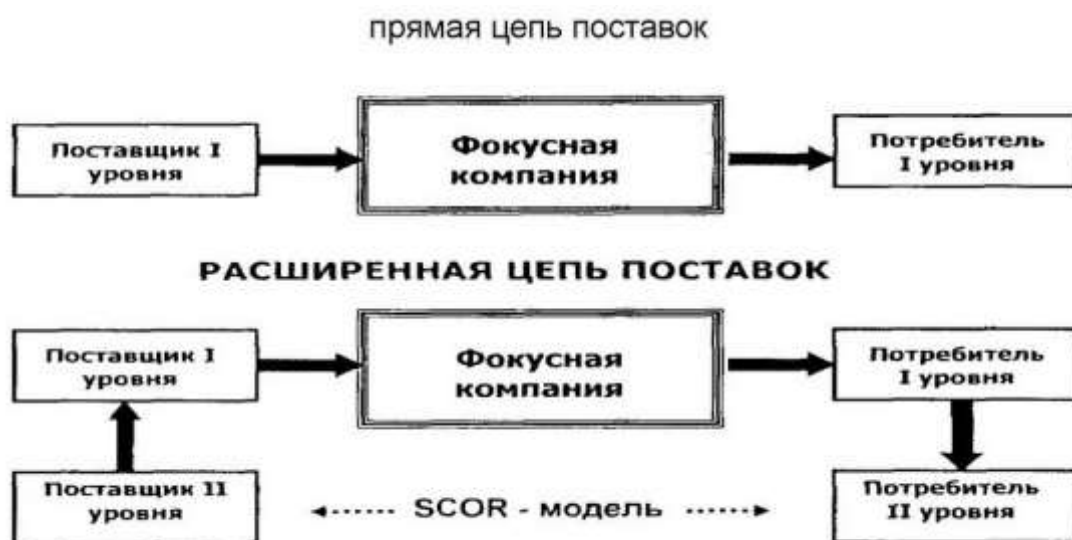 прямая цепь поставок
Поставщик I
уровня
Фокусная
компания
Потребитель
I уровня
РАСШИРЕННАЯ ЦЕПЬ ПОСТАВОК
Поставщик I
уровня
Фокусная
компания
Потребитель
I уровня
Поставщик II
уровня
SCOR - модель
Потребитель
II уровня